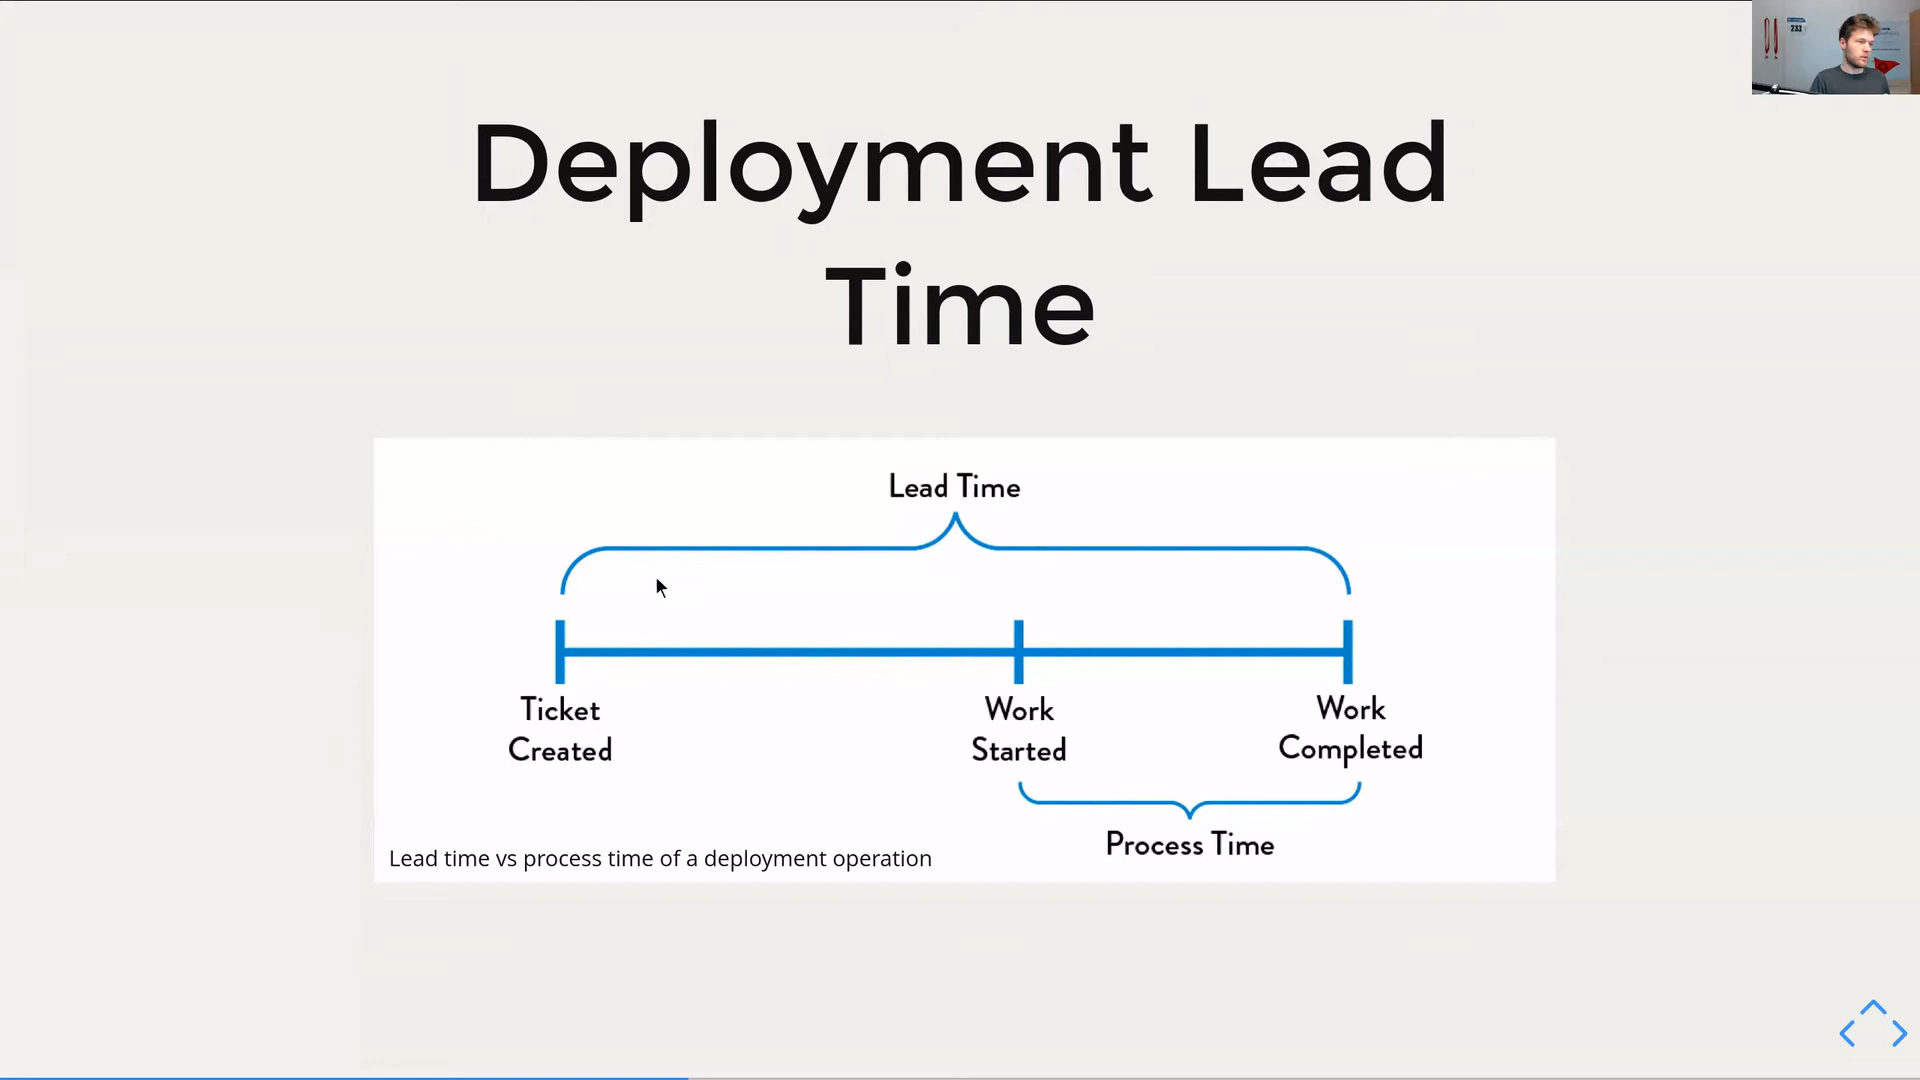 Deployment Lead
Time
Lead Time
Ticket
Created
Work
Started
Work
Completed
Process Time
Lead time vs process time of a deployment operation
233